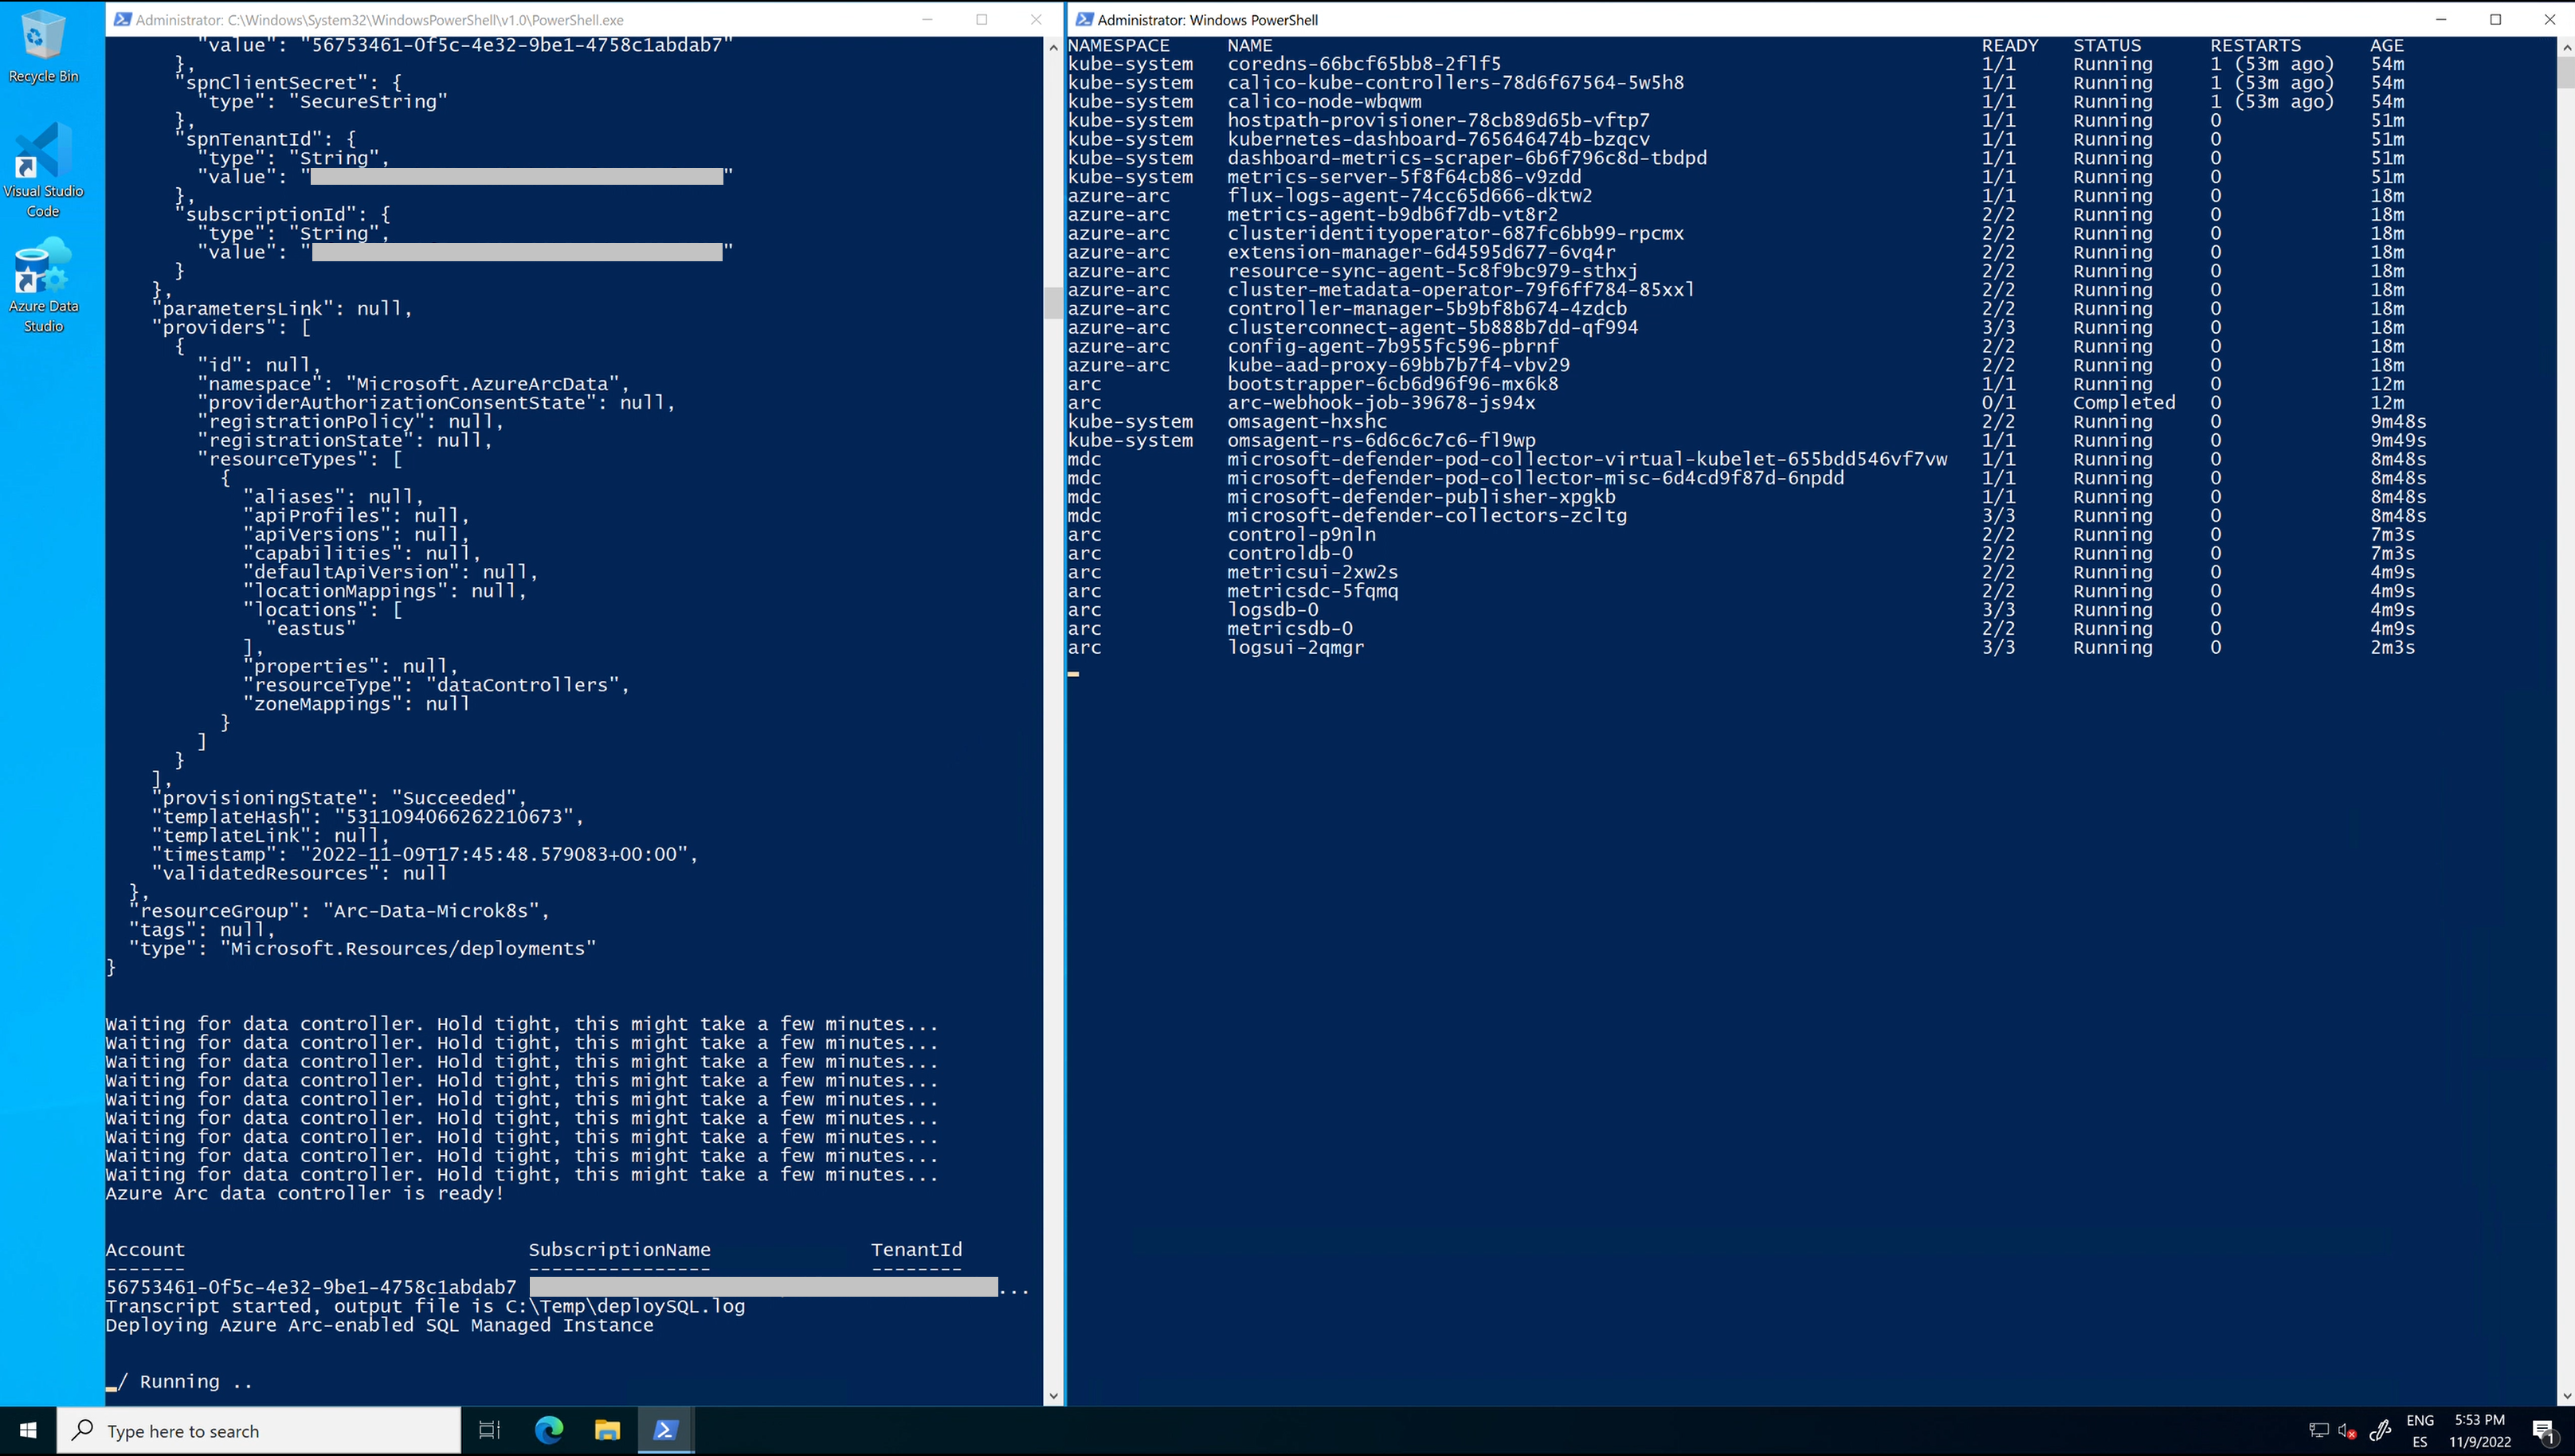 Recycle Bin
Visual Studio
Code
Azure Data
Studio
Administrator: C:\Windows\System32\WindowsPowerShell\v1.0\PowerShell.exe
"value": "56753461-0f5c-4e32-9be1-4758c1abdab7"
},
"spnClientSecret": {
"type": "SecureString"
},
"spnTenantId": {
"type": "String",
"value": " "
},
"subscriptionId": {
"type": "String",
"value": " "
}
},
"parametersLink": null,
"providers": [
{
"id": null,
"namespace": "Microsoft.AzureArcData",
"providerAuthorizationConsentState": null,
"registrationPolicy": null,
"registrationState": null,
"resourceTypes": [
{
"aliases": null,
"apiProfiles": null,
"apiVersions": null,
"capabilities": null,
"defaultApiVersion": null,
"locationMappings": null,
"locations": [
"eastus"
],
"properties": null,
"resourceType": "dataControllers",
"zoneMappings": null
}
]
}
],
"provisioningState": "Succeeded",
"templateHash": "5311094066262210673",
"templateLink": null,
"timestamp": "2022-11-09T17:45:48.579083+00:00",
"validatedResources": null
},
"resourceGroup": "Arc-Data-Microk8s",
"tags": null,
"type": "Microsoft.Resources/deployments"
}
Waiting for data controller. Hold tight, this might take a few minutes...
Waiting for data controller. Hold tight, this might take a few minutes...
Waiting for data controller. Hold tight, this might take a few minutes...
Waiting for data controller. Hold tight, this might take a few minutes...
Waiting for data controller. Hold tight, this might take a few minutes...
Waiting for data controller. Hold tight, this might take a few minutes...
Waiting for data controller. Hold tight, this might take a few minutes...
Waiting for data controller. Hold tight, this might take a few minutes...
Waiting for data controller. Hold tight, this might take a few minutes...
Azure Arc data controller is ready!
Account SubscriptionName TenantId
------- ---------------- --------
56753461-0f5c-4e32-9be1-4758c1abdab7 ...
Transcript started, output file is C:\Temp\deploySQL.log
Deploying Azure Arc-enabled SQL Managed Instance
_/ Running ..
Administrator: Windows PowerShell
NAMESPACE NAME READY STATUS RESTARTS AGE
kube-system coredns-66bcf65bb8-2flf5 1/1 Running 1 (53m ago) 54m
kube-system calico-kube-controllers-78d6f67564-5w5h8 1/1 Running 1 (53m ago) 54m
kube-system calico-node-wbqwm 1/1 Running 1 (53m ago) 54m
kube-system hostpath-provisioner-78cb89d65b-vftp7 1/1 Running 0 51m
kube-system kubernetes-dashboard-765646474b-bzqcv 1/1 Running 0 51m
kube-system dashboard-metrics-scraper-6b6f796c8d-tbdpd 1/1 Running 0 51m
kube-system metrics-server-5f8f64cb86-v9zdd 1/1 Running 0 51m
azure-arc flux-logs-agent-74cc65d666-dktw2 1/1 Running 0 18m
azure-arc metrics-agent-b9db6f7db-vt8r2 2/2 Running 0 18m
azure-arc clusteridentityoperator-687fc6bb99-rpcmx 2/2 Running 0 18m
azure-arc extension-manager-6d4595d677-6vq4r 2/2 Running 0 18m
azure-arc resource-sync-agent-5c8f9bc979-sthxj 2/2 Running 0 18m
azure-arc cluster-metadata-operator-79f6ff784-85xxl 2/2 Running 0 18m
azure-arc controller-manager-5b9bf8b674-4zdcb 2/2 Running 0 18m
azure-arc clusterconnect-agent-5b888b7dd-qf994 3/3 Running 0 18m
azure-arc config-agent-7b955fc596-pbrnf 2/2 Running 0 18m
azure-arc kube-aad-proxy-69bb7b7f4-vbv29 2/2 Running 0 18m
arc bootstrapper-6cb6d96f96-mx6k8 1/1 Running 0 12m
arc arc-webhook-job-39678-js94x 0/1 Completed 0 12m
kube-system omsagent-hxshc 2/2 Running 0 9m48s
kube-system omsagent-rs-6d6c6c7c6-fl9wp 1/1 Running 0 9m49s
mdc microsoft-defender-pod-collector-virtual-kubelet-655bdd546vf7vw 1/1 Running 0 8m48s
mdc microsoft-defender-pod-collector-misc-6d4cd9f87d-6npdd 1/1 Running 0 8m48s
mdc microsoft-defender-publisher-xpgkb 1/1 Running 0 8m48s
mdc microsoft-defender-collectors-zcltg 3/3 Running 0 8m48s
arc control-p9nln 2/2 Running 0 7m3s
arc controldb-0 2/2 Running 0 7m3s
arc metricsui-2xw2s 2/2 Running 0 4m9s
arc metricsdc-5fqmq 2/2 Running 0 4m9s
arc logsdb-0 3/3 Running 0 4m9s
arc metricsdb-0 2/2 Running 0 4m9s
arc logsui-2qmgr 3/3 Running 0 2m3s
Type here to search
ENG
ES
5:53 PM
11/9/2022
1